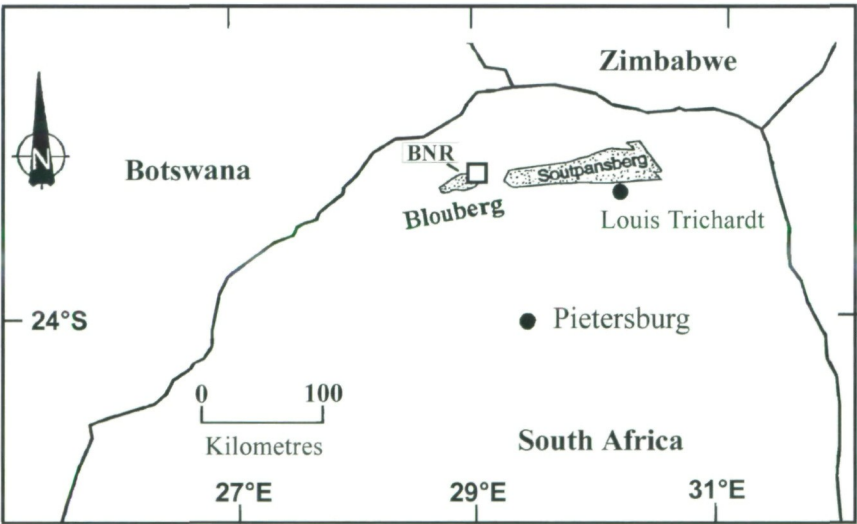 Zimbabwe
N
BNR
Botswana
Soutpansberg
Blouberg
Louis Trichardt
24°S
Pietersburg
0 100
Kilometres
South Africa
27°E 29°E 31°E